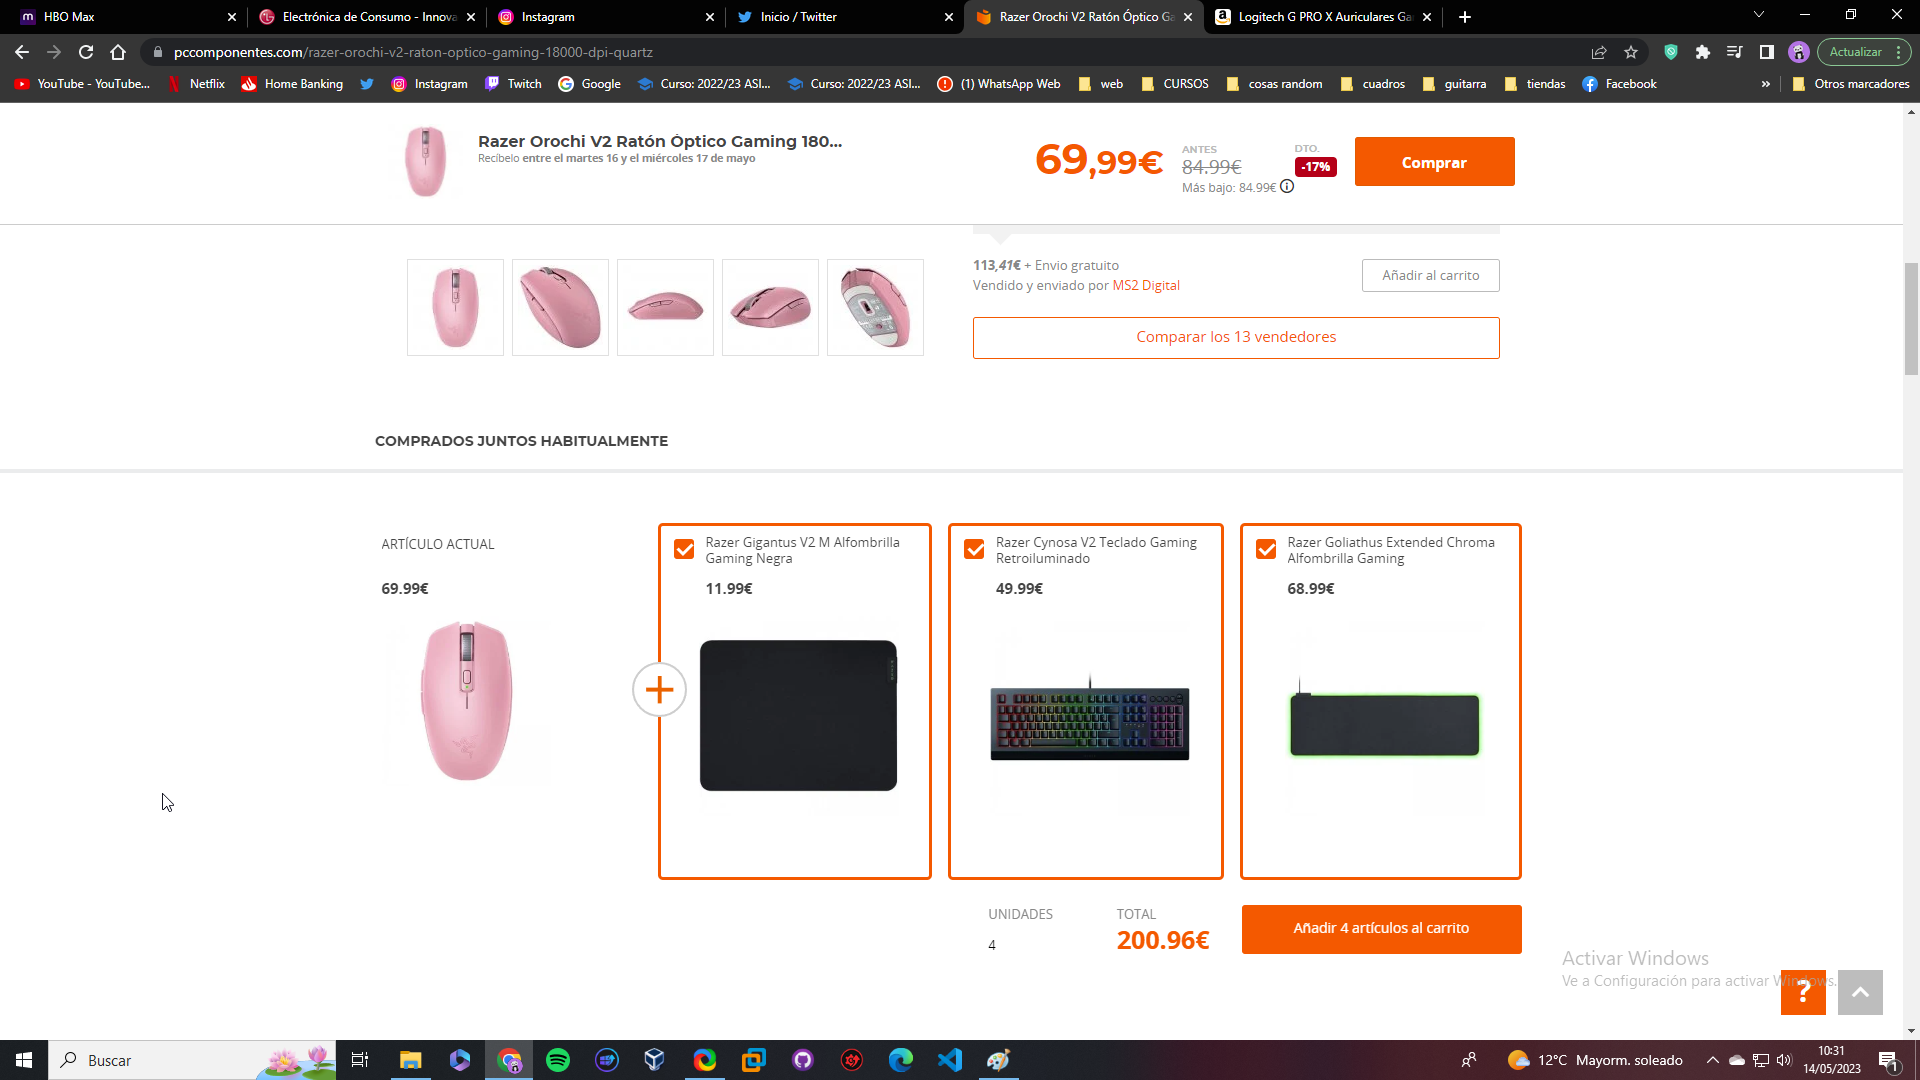 HBO Max
Electrónica de Consumo - Innova
Instagram
Inicio / Twitter
Razer Orochi V2 Ratón Óptico Ga
Logitech G PRO X Auriculares Ga
pccomponentes.com/razer-orochi-v2-raton-optico-gaming-18000-dpi-quartz
Actualizar
YouTube - YouTube...
Netflix
Home Banking
Instagram
Twitch
Google
Curso: 2022/23 ASI...
Curso: 2022/23 ASI...
(1) WhatsApp Web
web
CURSOS
cosas random
cuadros
guitarra
tiendas
Facebook
»
Otros marcadores
Razer Orochi V2 Ratón Óptico Gaming 180...
Recíbelo entre el martes 16 y el miércoles 17 de mayo
69,99€
ANTES
84.99€
Más bajo: 84.99€
DTO.
-17%
Comprar
113,41€ + Envio gratuito
Vendido y enviado por MS2 Digital
Añadir al carrito
Comparar los 13 vendedores
COMPRADOS JUNTOS HABITUALMENTE
ARTÍCULO ACTUAL
69.99€
Razer Gigantus V2 M Alfombrilla
Gaming Negra
11.99€
Razer Cynosa V2 Teclado Gaming
Retroiluminado
49.99€
Razer Goliathus Extended Chroma
Alfombrilla Gaming
68.99€
UNIDADES
4
TOTAL
200.96€
Añadir 4 artículos al carrito
Activar Windows
Ve a Configuración para activar Windows.
?
Buscar
12°C Mayorm. soleado
10:31
14/05/2023
1